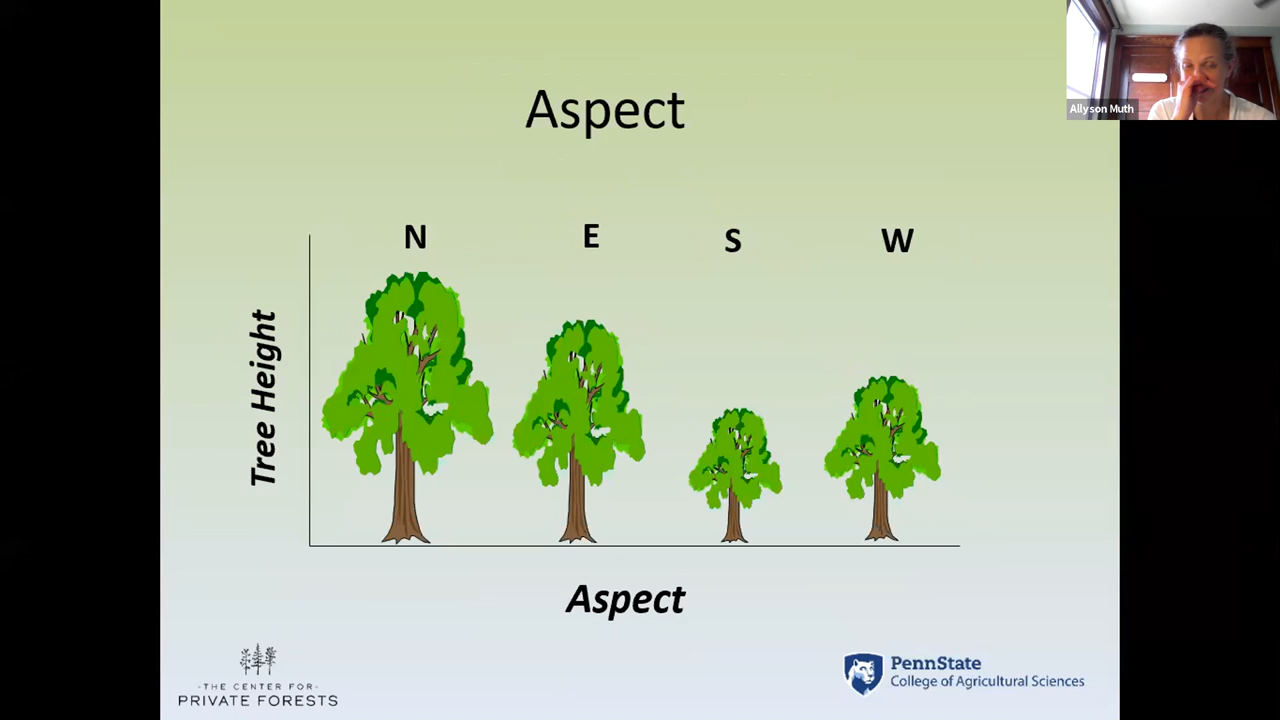 Aspect
Allyson Muth
N E S W
Tree Height
Aspect
- THE CENTER FOR -
PRIVATE FORESTS
PennState
College of Agricultural Sciences